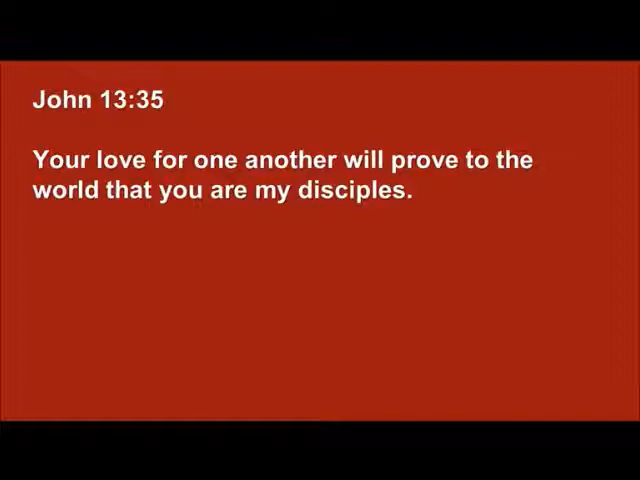 John 13:35
Your love for one another will prove to the
world that you are my disciples.